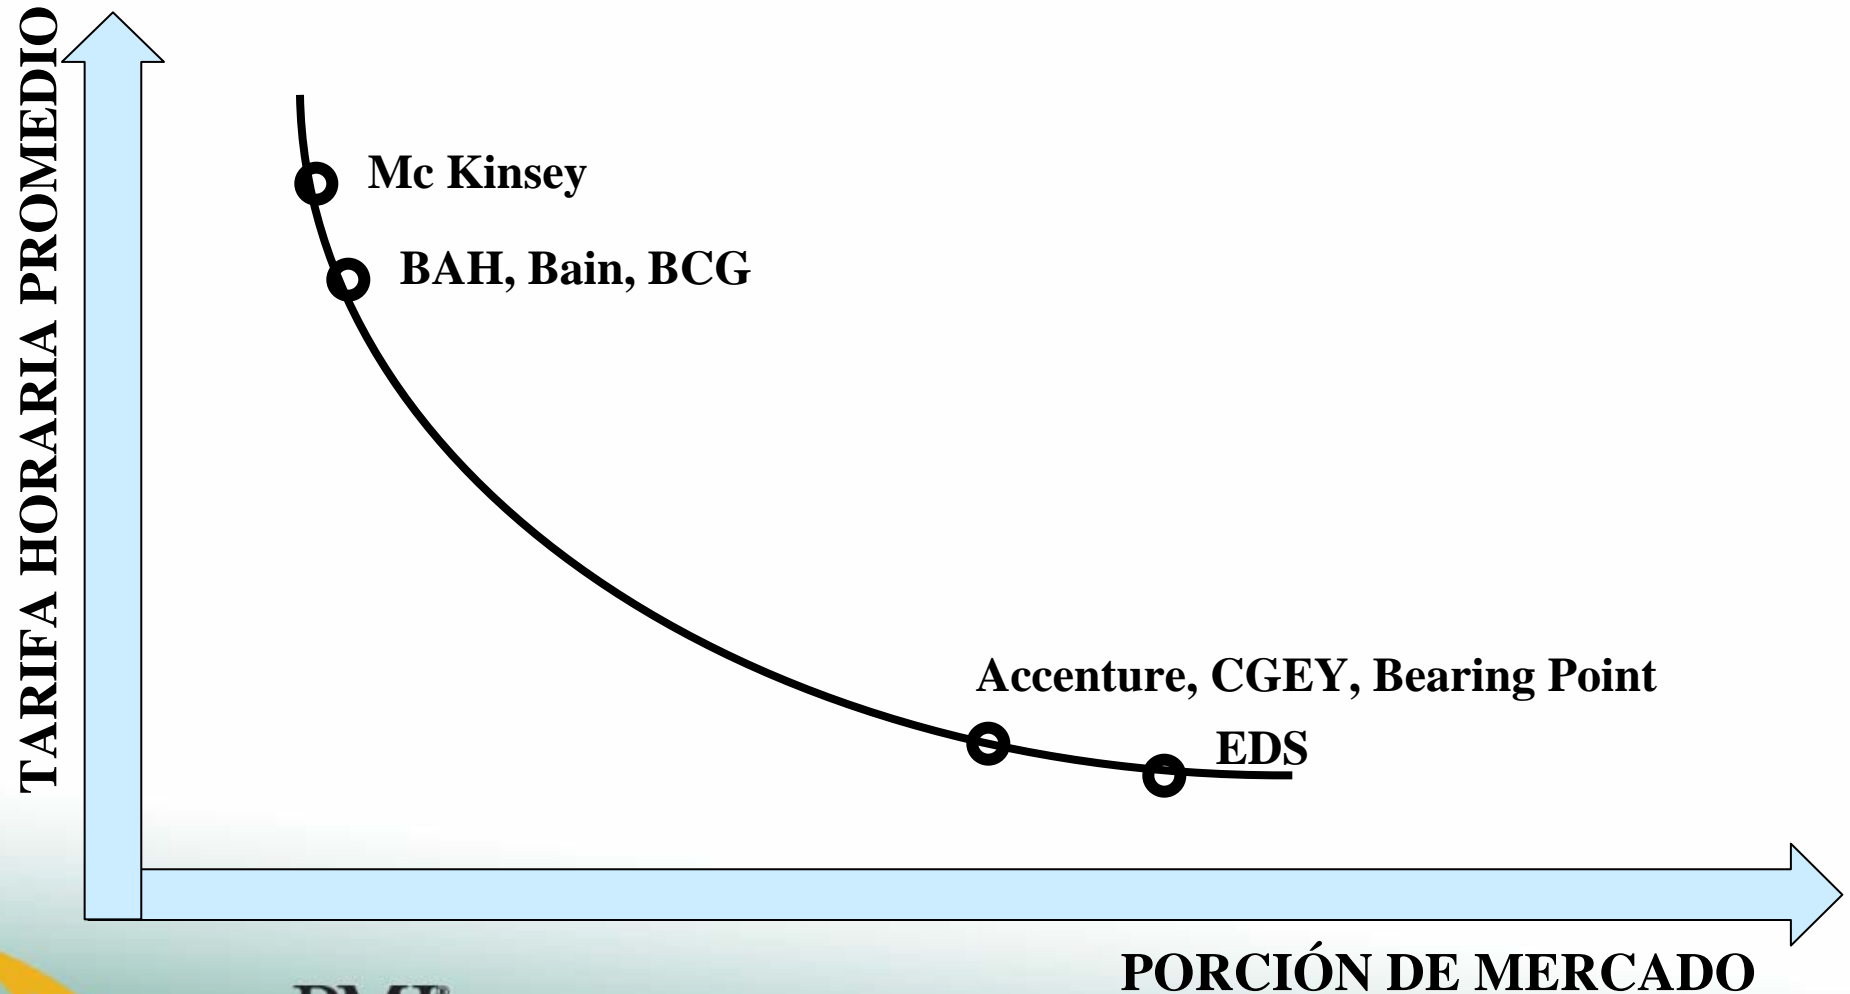 TARIFA HORARIA PROMEDIO
Mc Kinsey
BAH, Bain, BCG
Accenture, CGEY, Bearing Point
EDS
PORCIÓN DE MERCADO